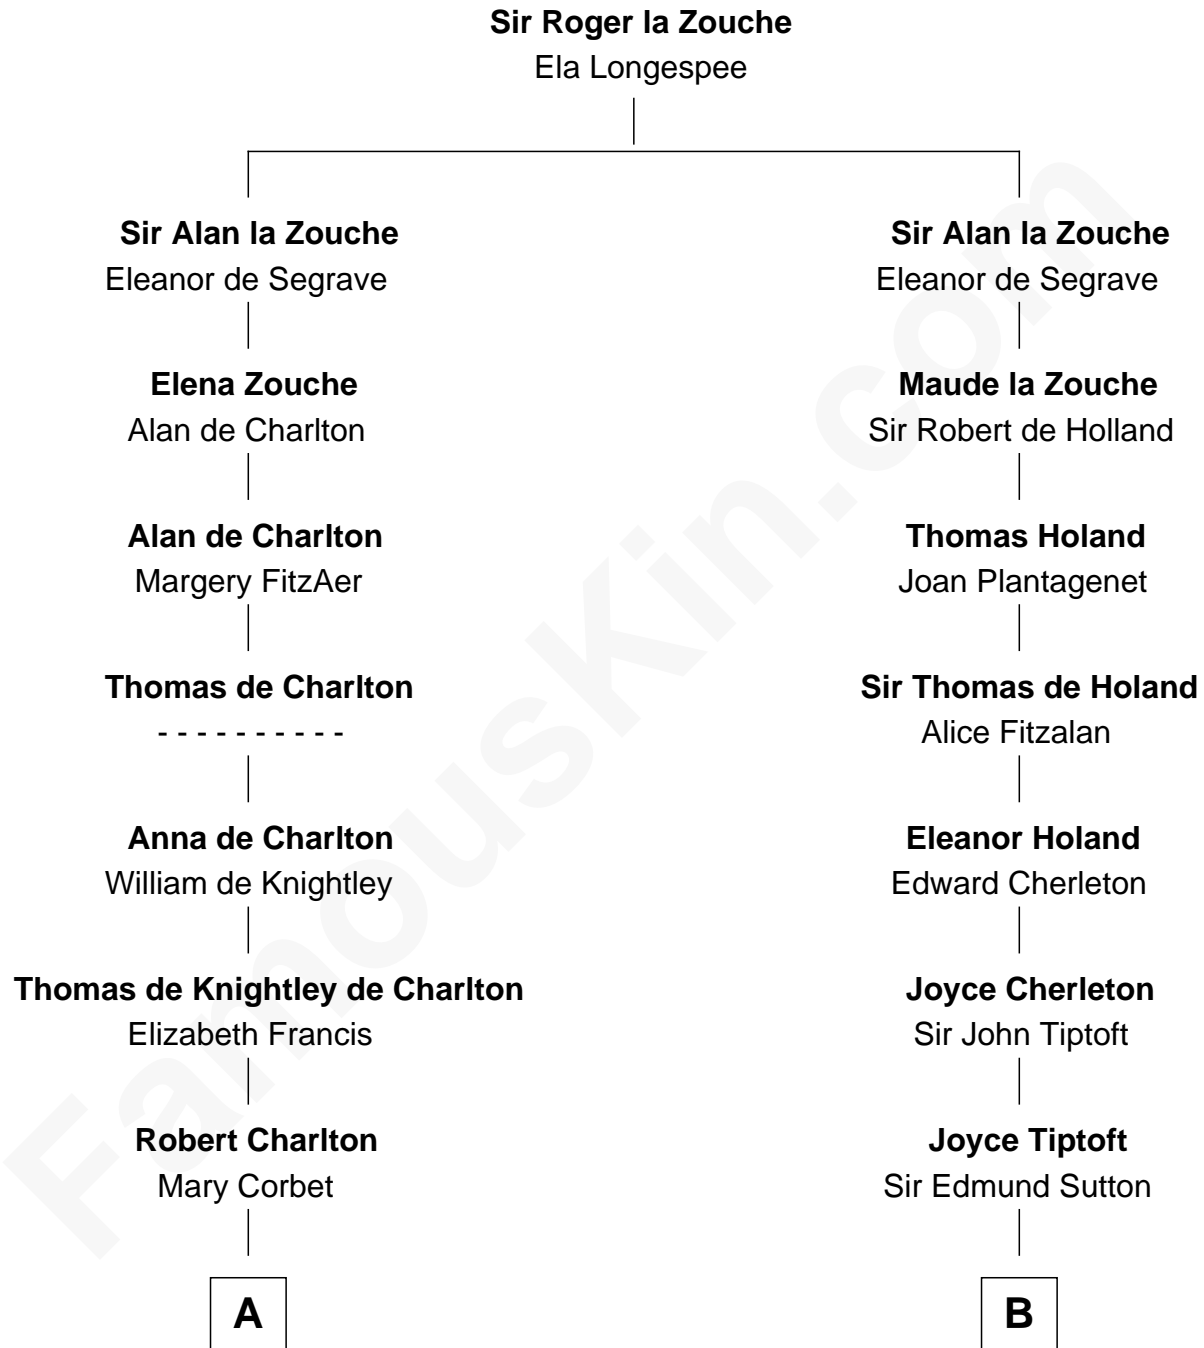 Sir Roger la Zouche
Ela Longespee
Sir Alan la Zouche
Eleanor de Segrave
Sir Alan la Zouche
Eleanor de Segrave
Elena Zouche
Alan de Charlton
Maude la Zouche
Sir Robert de Holland
Alan de Charlton
Margery FitzAer
Thomas Holand
Joan Plantagenet
Thomas de Charlton
- - - - - - - - - -
Sir Thomas de Holand
Alice Fitzalan
Anna de Charlton
William de Knightley
Eleanor Holand
Edward Cherleton
Thomas de Knightley de Charlton
Elizabeth Francis
Joyce Cherleton
Sir John Tiptoft
Robert Charlton
Mary Corbet
Joyce Tiptoft
Sir Edmund Sutton
A
B
FamousKin.com